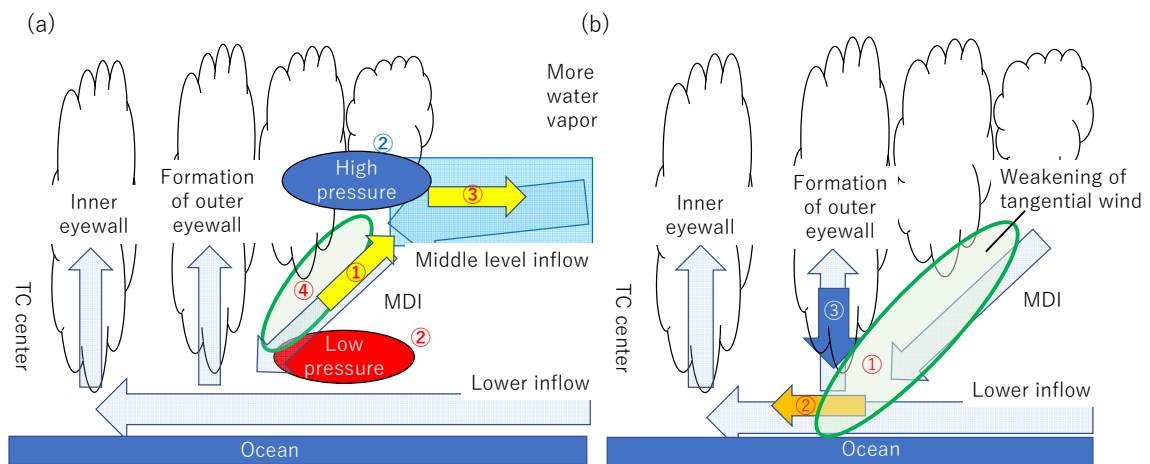 (a)
More
water
vapor
②
High
pressure
③
Formation
of outer
eyewall
Inner
eyewall
①
Middle level inflow
④
MDI
②
Low
pressure
TC center
Lower inflow
Ocean
(b)
Weakening of
tangential wind
Formation
of outer
eyewall
Inner
eyewall
MDI
③
TC center
①
Lower inflow
②
Ocean